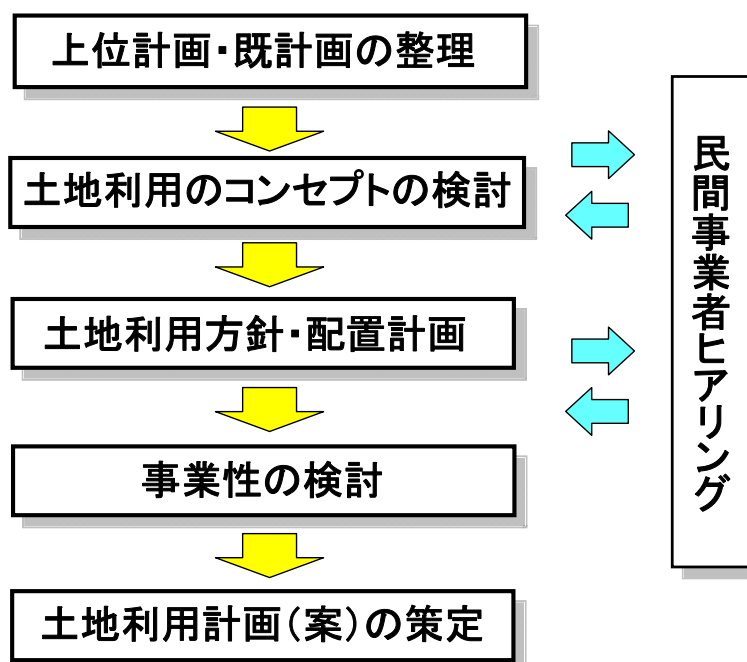 上位計画・既計画の整理
土地利用のコンセプトの検討
土地利用方針・配置計画
事業性の検討
土地利用計画(案)の策定
民間事業者ヒアリング